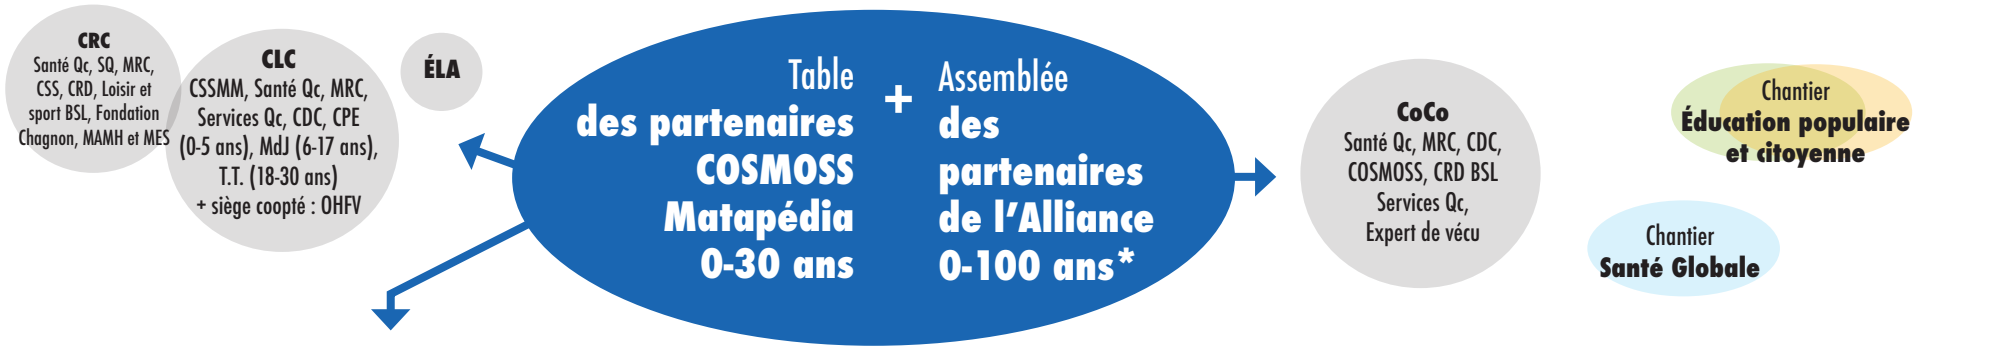 CRC
Santé Qc, SQ, MRC,
CSS, CRD, Loisir et
sport BSL, Fondation
Chagnon, MAMH et MES
CLC
CSSMM, Santé Qc, MRC,
Services Qc, CDC, CPE
(0-5 ans), MdJ (6-17 ans),
T.T. (18-30 ans)
+ siège coopté : OHFV
ÉLA
Table
des partenaires
COSMOSS
Matapédia
0-30 ans
+
Assemblée
des
partenaires
de l'Alliance
0-100 ans*
CoCo
Santé Qc, MRC, CDC,
COSMOSS, CRD BSL
Services Qc,
Expert de vécu
Chantier
Éducation populaire
et citoyenne
Chantier
Santé Globale